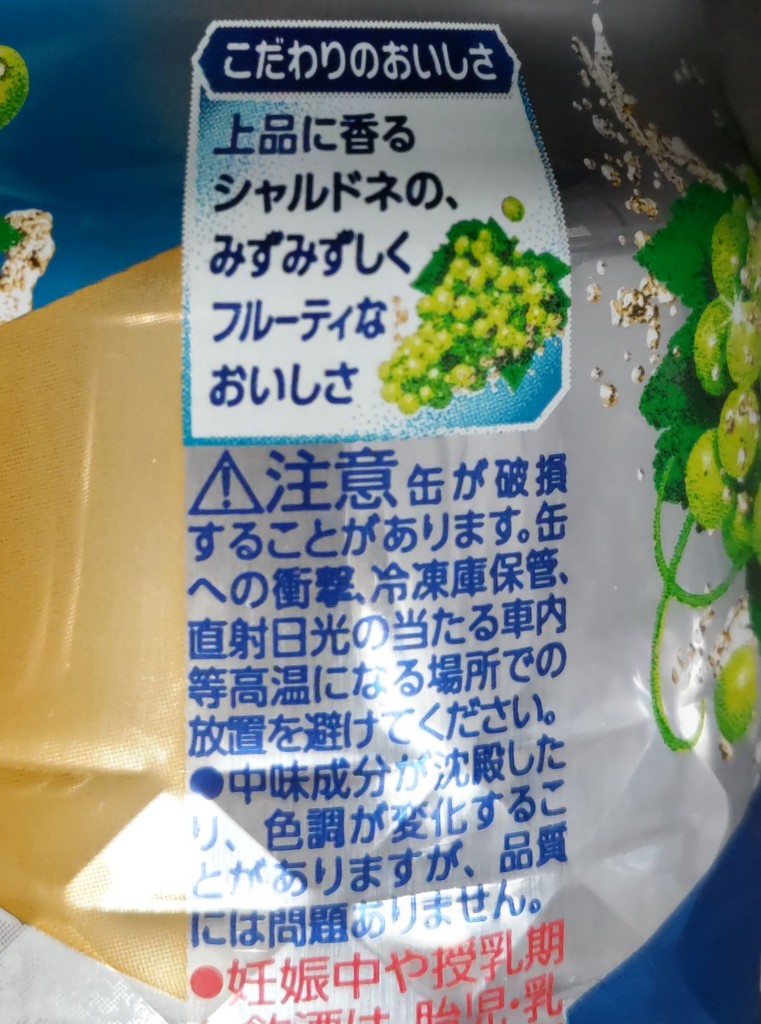 こだわりのおいしさ
上品に香る
シャルドネの、
みずみずしく
フルーティな
おいしさ
⚠注意 缶が破損
することがあります。缶
への衝撃、冷凍庫保管、
直射日光の当たる車内
等高温になる場所での
放置を避けてください。
●中味成分が沈殿した
り、色調が変化するこ
とがありますが、品質
には問題ありません。
●妊娠中や授乳期
飲酒は、胎児・乳